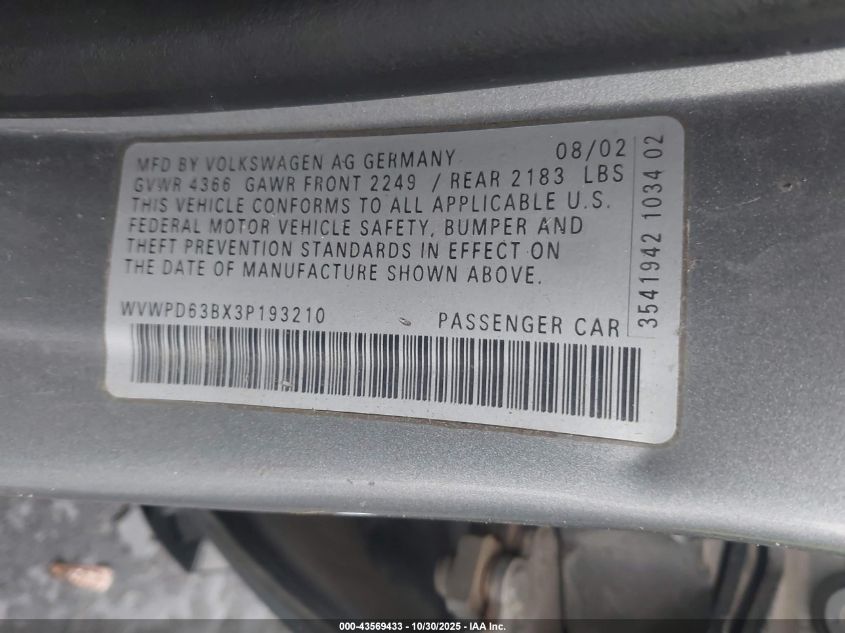 MFD BY VOLKSWAGEN AG GERMANY 08/02
GVWR 4366 GAWR FRONT 2249 / REAR 2183 LBS
THIS VEHICLE CONFORMS TO ALL APPLICABLE U.S.
FEDERAL MOTOR VEHICLE SAFETY, BUMPER AND
THEFT PREVENTION STANDARDS IN EFFECT ON
THE DATE OF MANUFACTURE SHOWN ABOVE.
WVWPD63BX3P193210 PASSENGER CAR
3541942 1034 02
000-43569433 - 10/30/2025 - IAAI.COM